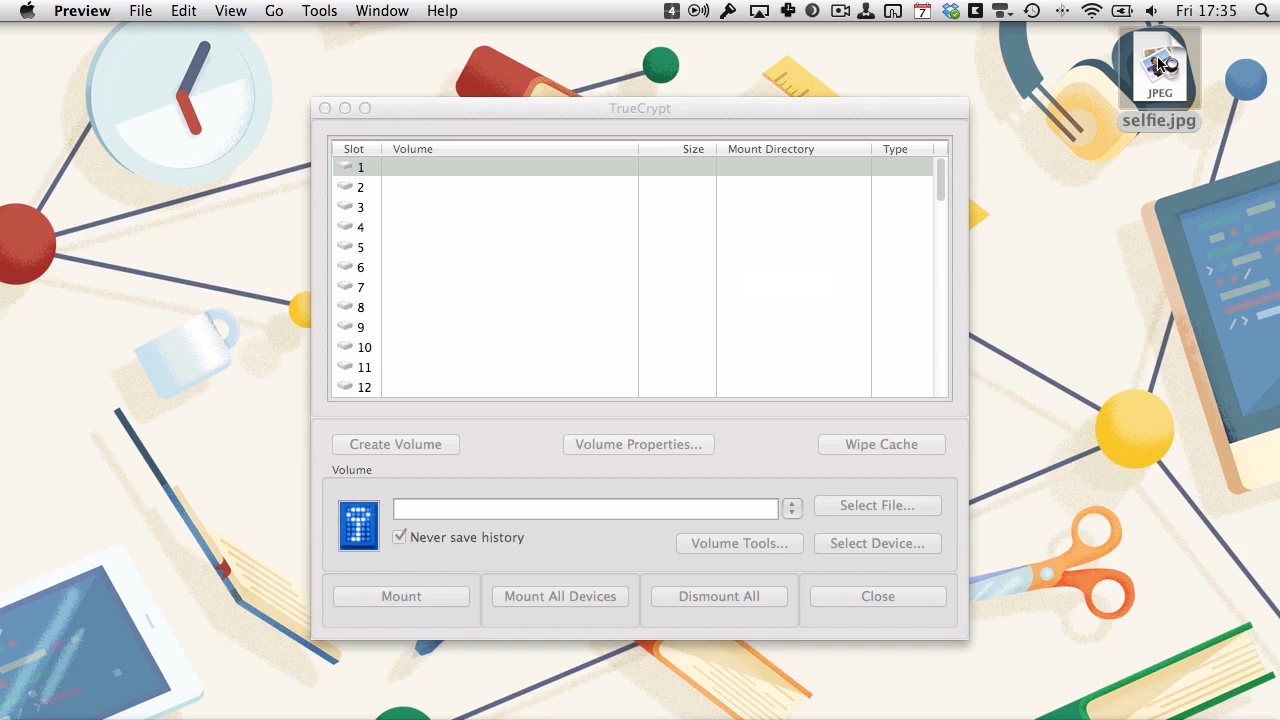 Preview File Edit View Go Tools Window Help 4 7 Fri 17:35
JPEG
selfie.jpg
TrueCrypt
Slot Volume Size Mount Directory Type
1
2
3
4
5
6
7
8
9
10
11
12
Create Volume Volume Properties... Wipe Cache
Volume
Select File...
Never save history
Volume Tools... Select Device...
Mount Mount All Devices Dismount All Close